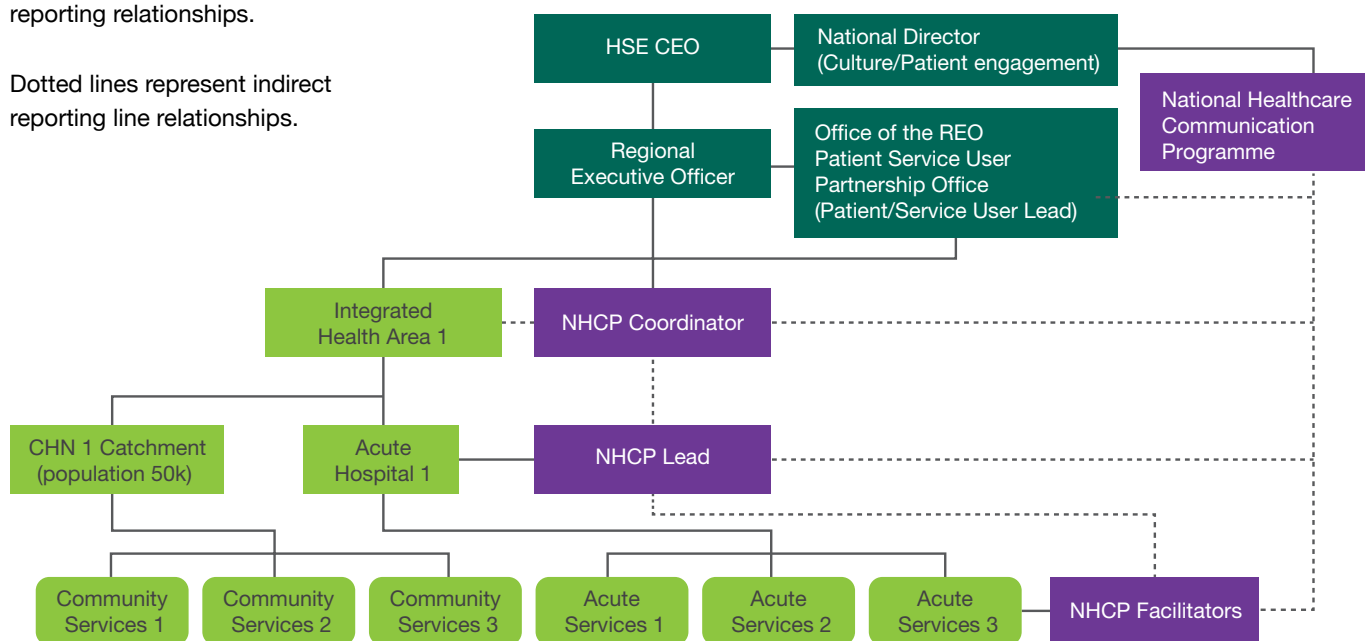 reporting relationships.
Dotted lines represent indirect
reporting line relationships.
HSE CEO
National Director
(Culture/Patient engagement)
National Healthcare
Communication
Programme
Regional
Executive Officer
Office of the REO
Patient Service User
Partnership Office
(Patient/Service User Lead)
Integrated
Health Area 1
NHCP Coordinator
CHN 1 Catchment
(population 50k)
Acute
Hospital 1
NHCP Lead
Community
Services 1
Community
Services 2
Community
Services 3
Acute
Services 1
Acute
Services 2
Acute
Services 3
NHCP Facilitators